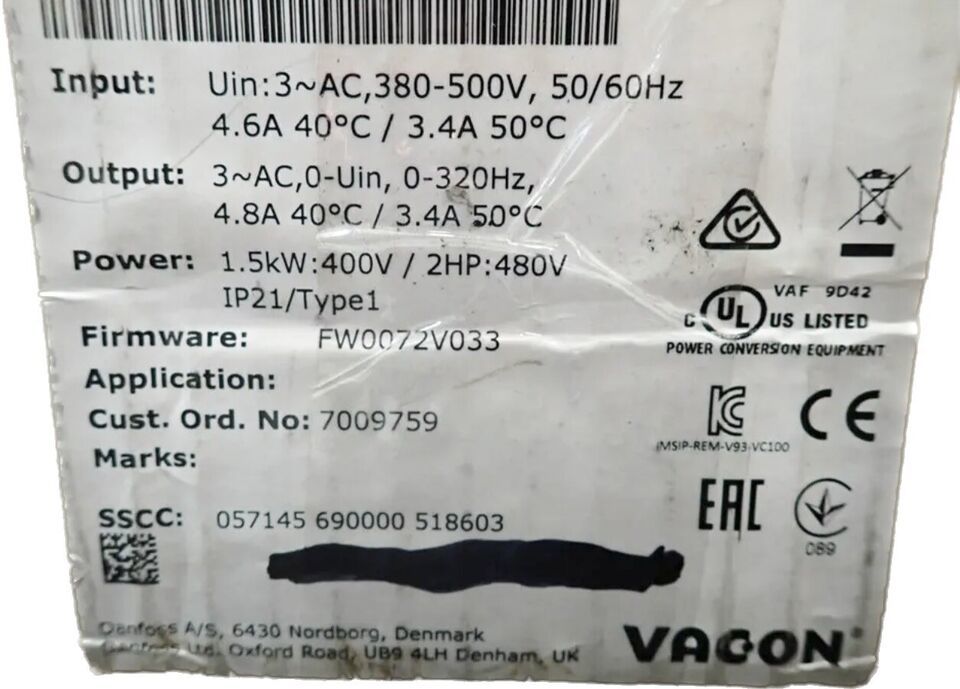 Input: Uin:3~AC,380-500V, 50/60Hz
4.6A 40°C / 3.4A 50°C
Output: 3~AC,0-Uin, 0-320Hz,
4.8A 40°C / 3.4A 50°C
Power: 1.5kW:400V / 2HP:480V
IP21/Type1
Firmware: FW0072V033
Application:
Cust. Ord. No: 7009759
Marks:
SSCC: 057145 690000 518603
Danfoss A/S, 6430 Nordborg, Denmark
Danfoss Ltd. Oxford Road, UB9 4LH Denham, UK
VAF 9D42
C UL US LISTED
POWER CONVERSION EQUIPMENT
KC
CE
MSIP-REM-V93-VC100
EAC
089
VACON®